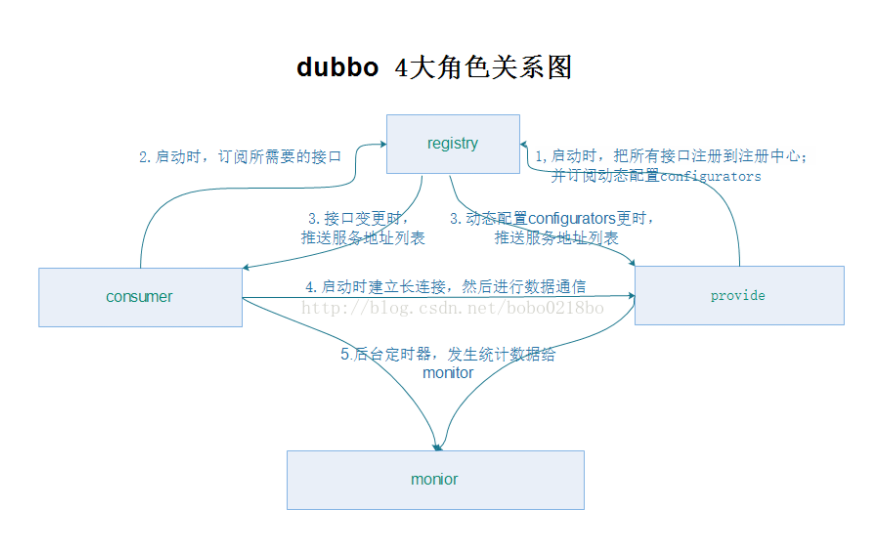 dubbo 4大角色关系图
registry
2.启动时，订阅所需要的接口
1,启动时，把所有接口注册到注册中心；
并订阅动态配置configurators
3.接口变更时，
推送服务地址列表
3.动态配置configurators更时，
推送服务地址列表
consumer
4.启动时建立长连接，然后进行数据通信
provide
http://blog.csdn.net/bobo0218bo
5.后台定时器，发生统计数据给
monitor
monior